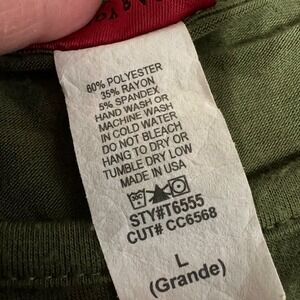 60% POLYESTER
35% RAYON
5% SPANDEX
HAND WASH OR
MACHINE WASH
IN COLD WATER
DO NOT BLEACH
HANG TO DRY OR
TUMBLE DRY LOW
MADE IN USA
STY#T6555
CUT# CC6568
L
(Grande)